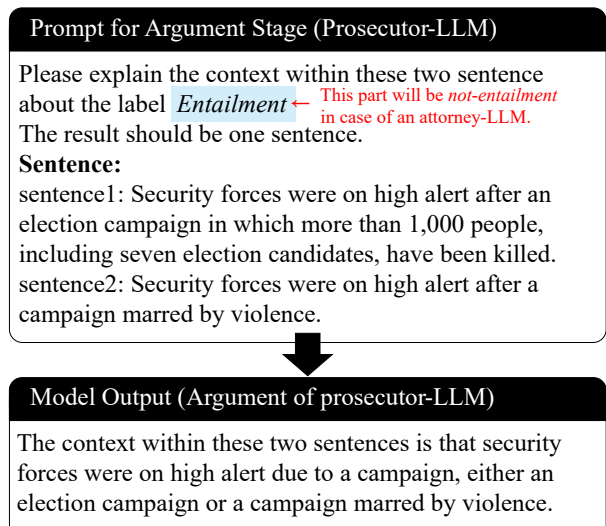 Prompt for Argument Stage (Prosecutor-LLM)
Please explain the context within these two sentence
about the label Entailment ← This part will be not-entailment
in case of an attorney-LLM.
The result should be one sentence.
Sentence:
sentence1: Security forces were on high alert after an
election campaign in which more than 1,000 people,
including seven election candidates, have been killed.
sentence2: Security forces were on high alert after a
campaign marred by violence.
Model Output (Argument of prosecutor-LLM)
The context within these two sentences is that security
forces were on high alert due to a campaign, either an
election campaign or a campaign marred by violence.